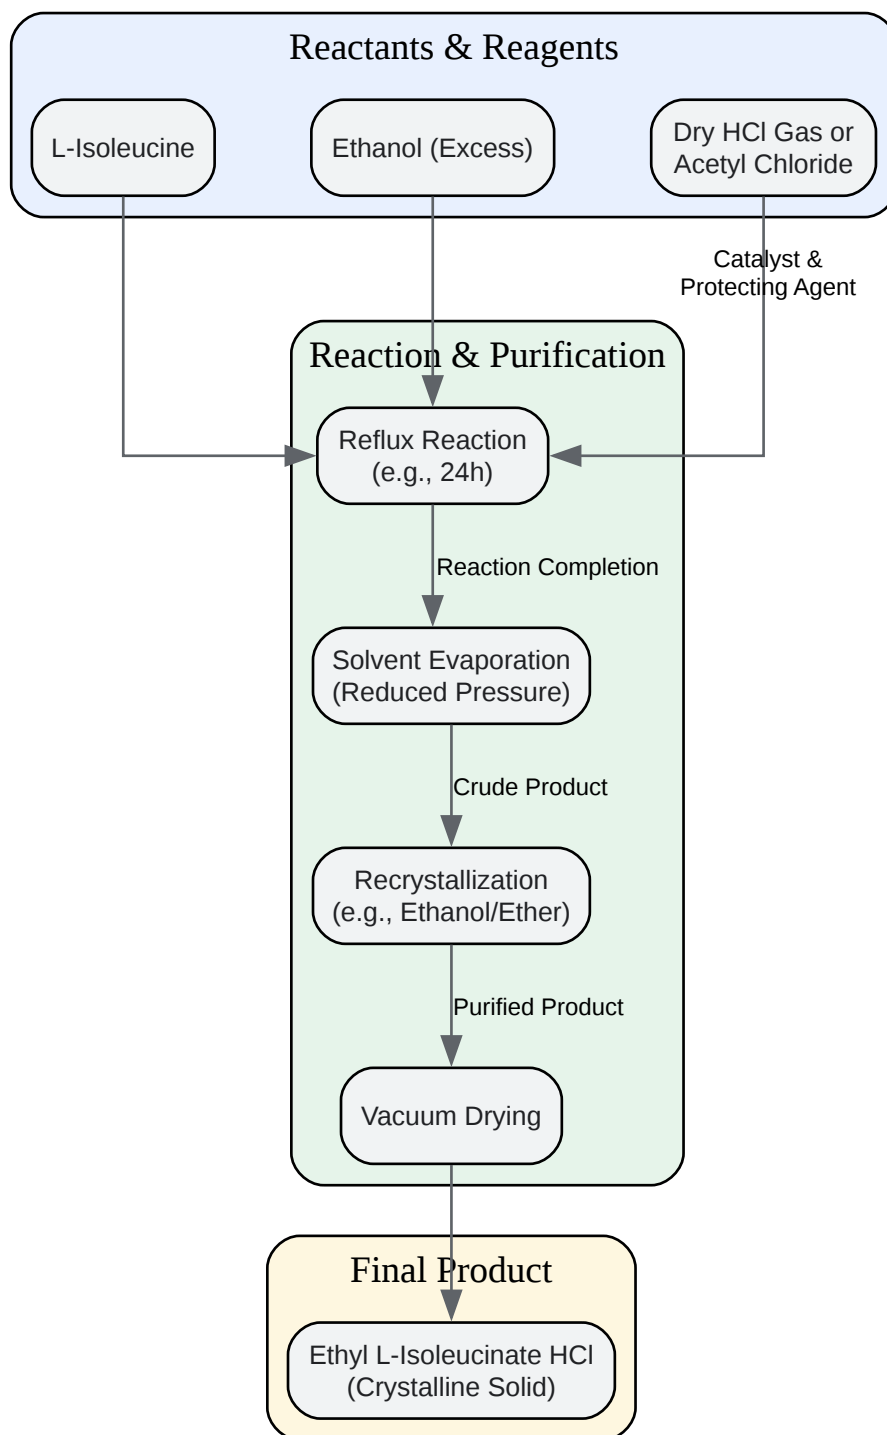 Reactants & Reagents
L-Isoleucine
Ethanol (Excess)
Dry HCl Gas or
Acetyl Chloride
Catalyst &
Protecting Agent
Reaction & Purification
Reflux Reaction
(e.g., 24h)
Reaction Completion
Solvent Evaporation
(Reduced Pressure)
Crude Product
Recrystallization
(e.g., Ethanol/Ether)
Purified Product
Vacuum Drying
Final Product
Ethyl L-Isoleucinate HCl
(Crystalline Solid)